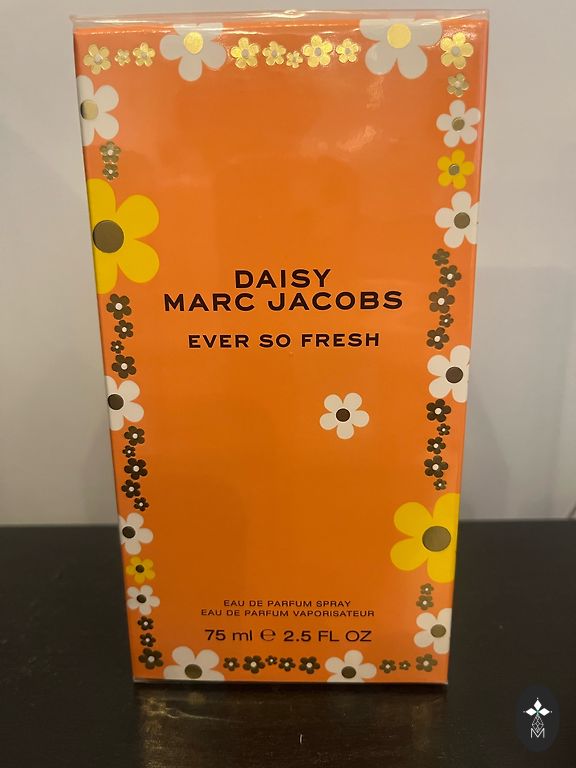 DAISY
MARC JACOBS
EVER SO FRESH
EAU DE PARFUM SPRAY
EAU DE PARFUM VAPORISATEUR
75 ml ℮ 2.5 FL OZ
M